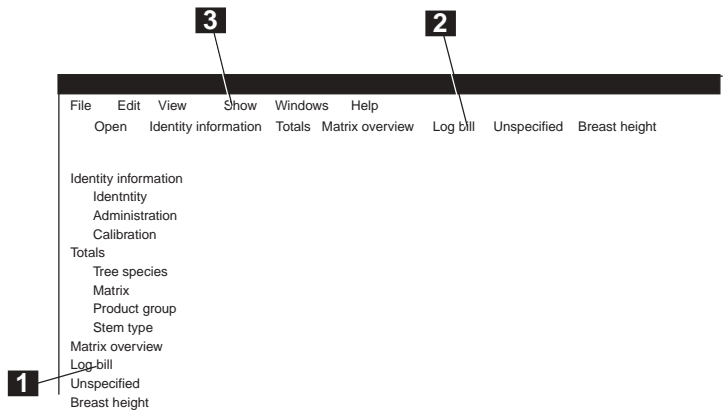 3 2
File Edit View Show Windows Help
Open Identity information Totals Matrix overview Log bill Unspecified Breast height
Identity information
Identntity
Administration
Calibration
Totals
Tree species
Matrix
Product group
Stem type
Matrix overview
Log bill
1
Unspecified
Breast height